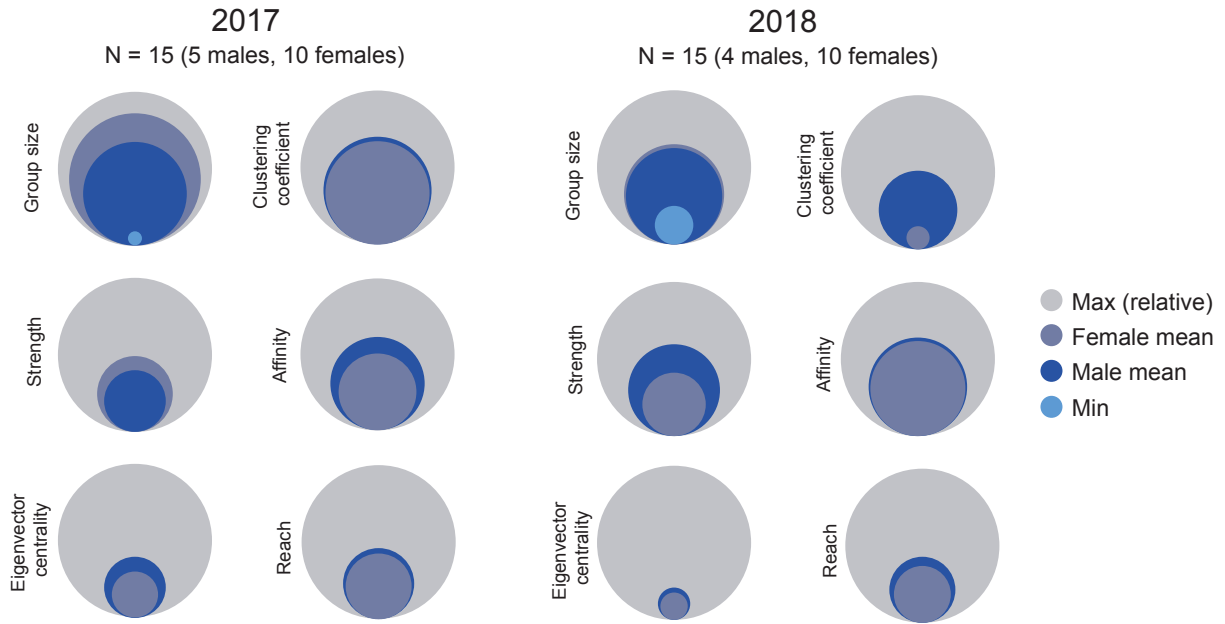 2017
N = 15 (5 males, 10 females)
Group size
Clustering
coefficient
Strength
Affinity
Eigenvector
centrality
Reach
2018
N = 15 (4 males, 10 females)
Group size
Clustering
coefficient
Strength
Affinity
Eigenvector
centrality
Reach
Max (relative)
Female mean
Male mean
Min